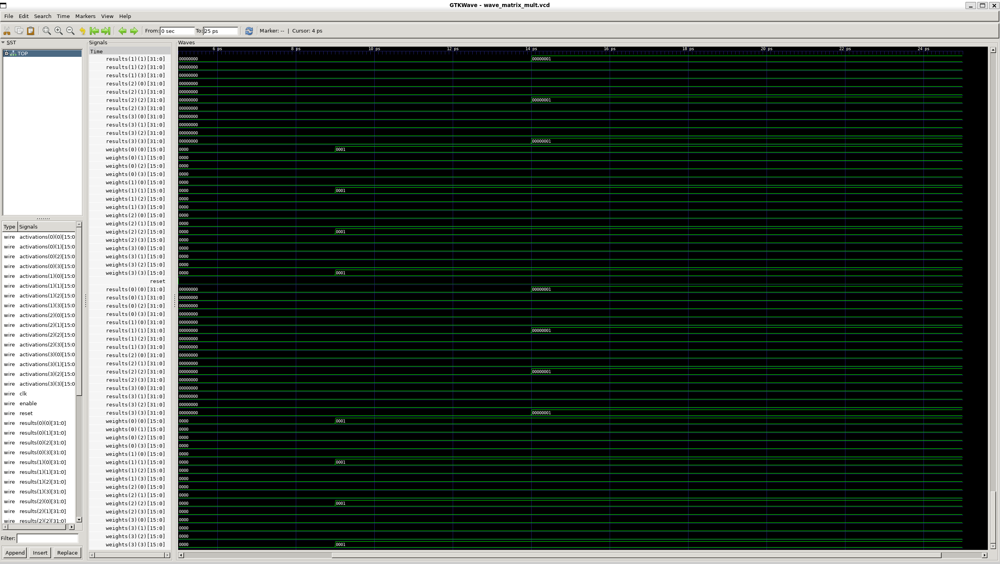 GTKWave - wave_matrix_mult.vcd
File Edit Search Time Markers View Help
From: 0 sec To: 25 ps Marker: -- | Cursor: 4 ps
SST
TOP
Type Signals
wire activations(0)(0)[15:0
wire activations(0)(1)[15:0
wire activations(0)(2)[15:0
wire activations(0)(3)[15:0
wire activations(1)(0)[15:0
wire activations(1)(1)[15:0
wire activations(1)(2)[15:0
wire activations(1)(3)[15:0
wire activations(2)(0)[15:0
wire activations(2)(1)[15:0
wire activations(2)(2)[15:0
wire activations(2)(3)[15:0
wire activations(3)(0)[15:0
wire activations(3)(1)[15:0
wire activations(3)(2)[15:0
wire activations(3)(3)[15:0
wire clk
wire enable
wire reset
wire results(0)(0)[31:0]
wire results(0)(1)[31:0]
wire results(0)(2)[31:0]
wire results(0)(3)[31:0]
wire results(1)(0)[31:0]
wire results(1)(1)[31:0]
wire results(1)(2)[31:0]
wire results(1)(3)[31:0]
wire results(2)(0)[31:0]
wire results(2)(1)[31:0]
wire results(2)(2)[31:0]
Filter:
Append Insert Replace
Signals
Waves
Time
6 ps 8 ps 10 ps 12 ps 14 ps 16 ps 18 ps 20 ps 22 ps 24 ps
results(1)(1)[31:0] 00000000 00000001
results(1)(2)[31:0] 00000000
results(1)(3)[31:0] 00000000
results(2)(0)[31:0] 00000000
results(2)(1)[31:0] 00000000
results(2)(2)[31:0] 00000000 00000001
results(2)(3)[31:0] 00000000
results(3)(0)[31:0] 00000000
results(3)(1)[31:0] 00000000
results(3)(2)[31:0] 00000000
results(3)(3)[31:0] 00000000 00000001
weights(0)(0)[15:0] 0000 0001
weights(0)(1)[15:0] 0000
weights(0)(2)[15:0] 0000
weights(0)(3)[15:0] 0000
weights(1)(0)[15:0] 0000
weights(1)(1)[15:0] 0000 0001
weights(1)(2)[15:0] 0000
weights(1)(3)[15:0] 0000
weights(2)(0)[15:0] 0000
weights(2)(1)[15:0] 0000
weights(2)(2)[15:0] 0000 0001
weights(2)(3)[15:0] 0000
weights(3)(0)[15:0] 0000
weights(3)(1)[15:0] 0000
weights(3)(2)[15:0] 0000
weights(3)(3)[15:0] 0000 0001
reset
results(0)(0)[31:0] 00000000 00000001
results(0)(1)[31:0] 00000000
results(0)(2)[31:0] 00000000
results(0)(3)[31:0] 00000000
results(1)(0)[31:0] 00000000
results(1)(1)[31:0] 00000000 00000001
results(1)(2)[31:0] 00000000
results(1)(3)[31:0] 00000000
results(2)(0)[31:0] 00000000
results(2)(1)[31:0] 00000000
results(2)(2)[31:0] 00000000 00000001
results(2)(3)[31:0] 00000000
results(3)(0)[31:0] 00000000
results(3)(1)[31:0] 00000000
results(3)(2)[31:0] 00000000
results(3)(3)[31:0] 00000000 00000001
weights(0)(0)[15:0] 0000 0001
weights(0)(1)[15:0] 0000
weights(0)(2)[15:0] 0000
weights(0)(3)[15:0] 0000
weights(1)(0)[15:0] 0000
weights(1)(1)[15:0] 0000 0001
weights(1)(2)[15:0] 0000
weights(1)(3)[15:0] 0000
weights(2)(0)[15:0] 0000
weights(2)(1)[15:0] 0000
weights(2)(2)[15:0] 0000 0001
weights(2)(3)[15:0] 0000
weights(3)(0)[15:0] 0000
weights(3)(1)[15:0] 0000
weights(3)(2)[15:0] 0000
weights(3)(3)[15:0] 0000 0001